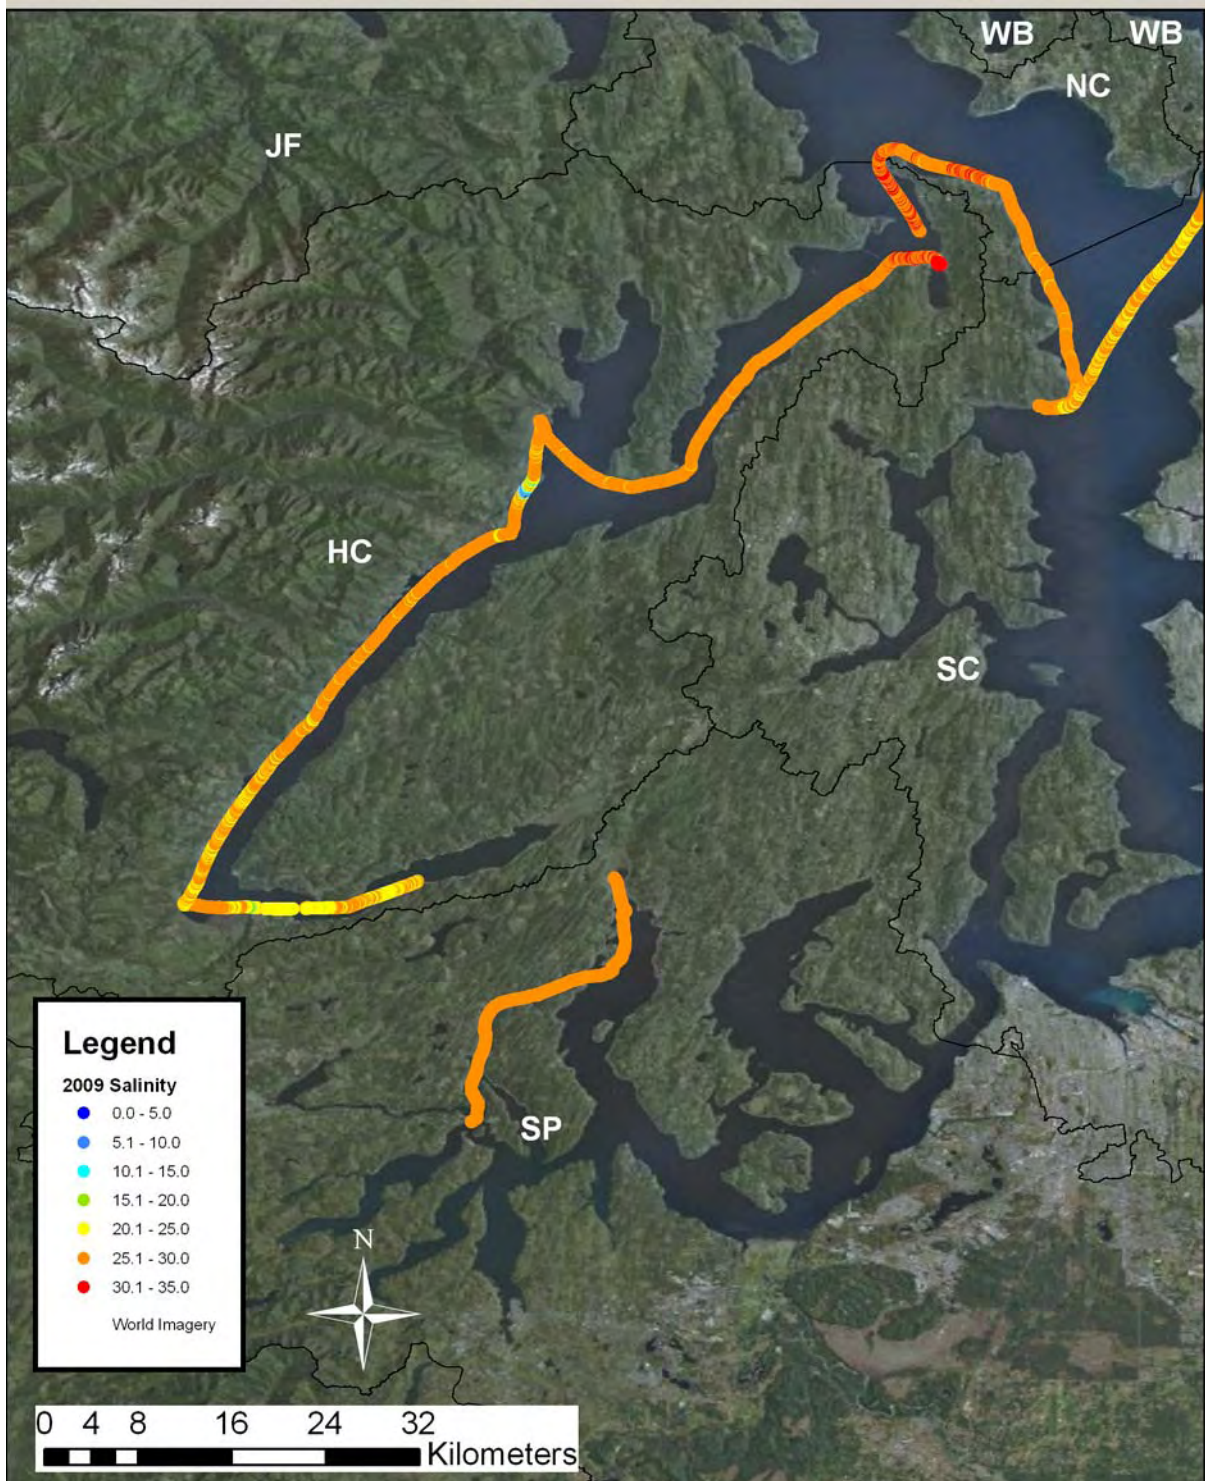 WB
WB
NC
JF
HC
SC
SP
Legend
2009 Salinity
0.0 - 5.0
5.1 - 10.0
10.1 - 15.0
15.1 - 20.0
20.1 - 25.0
25.1 - 30.0
30.1 - 35.0
World Imagery
N
0 4 8 16 24 32
Kilometers